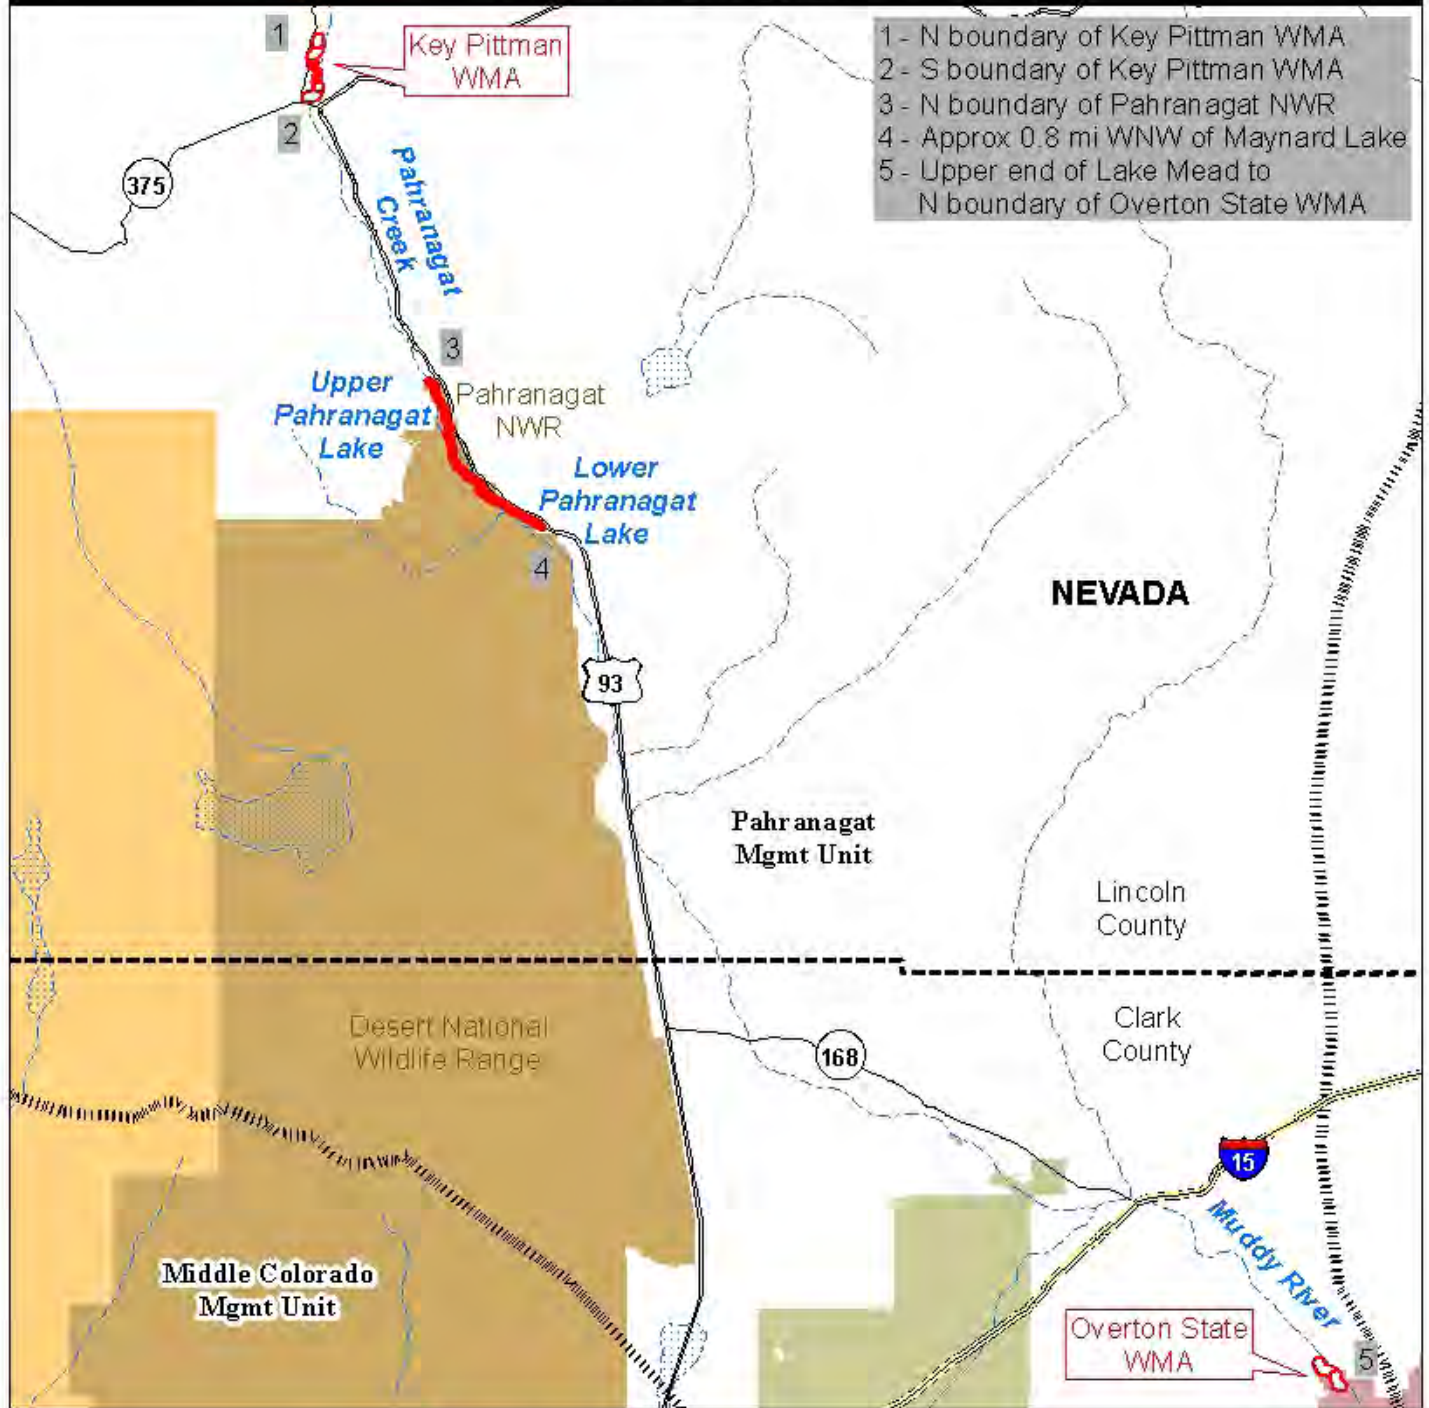 1
Key Pittman
WMA
1 - N boundary of Key Pittman WMA
2 - S boundary of Key Pittman WMA
3 - N boundary of Pahranagat NWR
4 - Approx 0.8 mi WNW of Maynard Lake
5 - Upper end of Lake Mead to
N boundary of Overton State WMA
2
375
Pahranagat
Creek
3
Upper
Pahranagat
Lake
Pahranagat
NWR
Lower
Pahranagat
Lake
4
NEVADA
93
Pahranagat
Mgmt Unit
Lincoln
County
Desert National
Wildlife Range
Clark
County
168
15
Muddy River
Middle Colorado
Mgmt Unit
Overton State
WMA
5